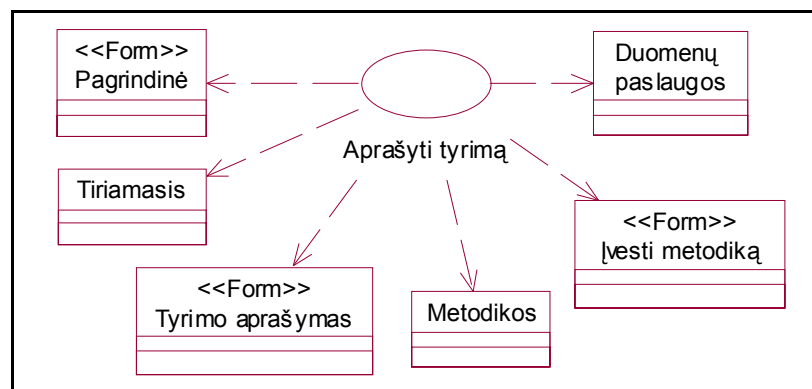 <<Form>>
Pagrindinė
Duomenų
paslaugos
Aprašyti tyrimą
Tiriamasis
<<Form>>
Įvesti metodiką
<<Form>>
Tyrimo aprašymas
Metodikos